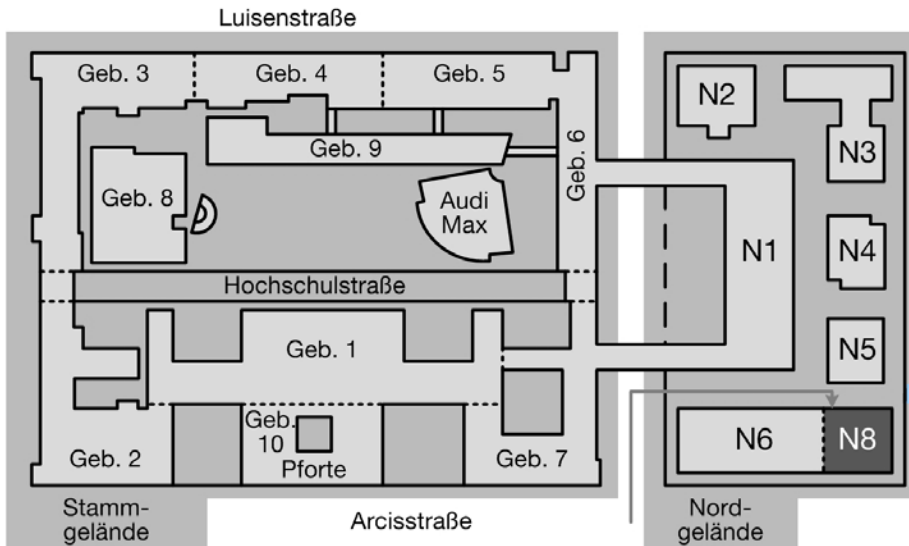 Luisenstraße
Geb. 3
Geb. 4
Geb. 5
N2
N3
Geb. 9
Geb. 6
Geb. 8
Audi
Max
N1
N4
Hochschulstraße
Geb. 1
N5
Geb.
10
Pforte
Geb. 2
Geb. 7
N6
N8
Stamm-
gelände
Arcisstraße
Nord-
gelände